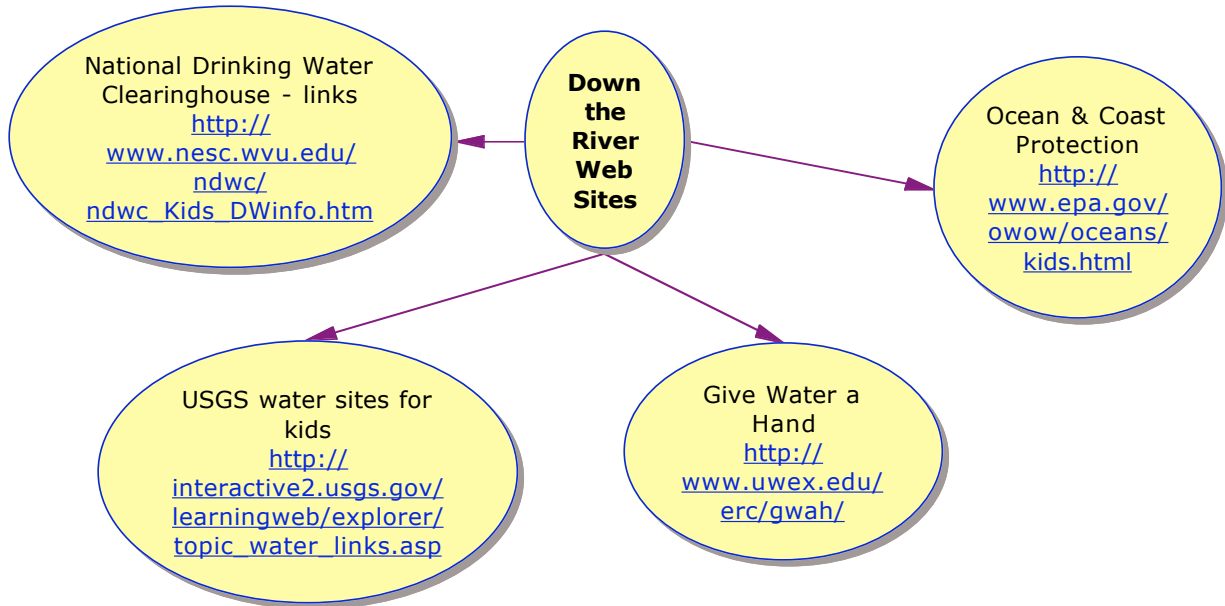 National Drinking Water
Clearinghouse - links
http://
www.nesc.wvu.edu/
ndwc/
ndwc_Kids_DWinfo.htm
Down
the
River
Web
Sites
Ocean & Coast
Protection
http://
www.epa.gov/
owow/oceans/
kids.html
USGS water sites for
kids
http://
interactive2.usgs.gov/
learningweb/explorer/
topic_water_links.asp
Give Water a
Hand
http://
www.uwex.edu/
erc/gwah/